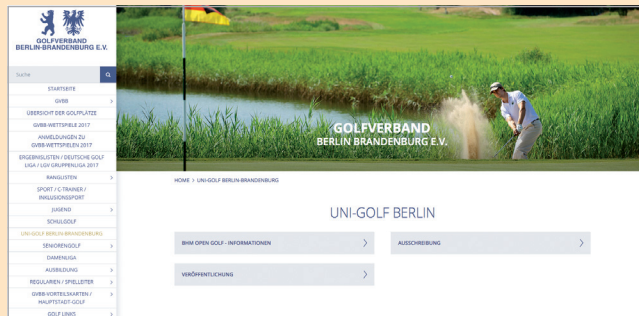 GOLFVERBAND
BERLIN-BRANDENBURG E.V.
Suche
STARTSEITE
GVBB
ÜBERSICHT DER GOLFPLÄTZE
GVBB-WETTSPIELE 2017
ANMELDUNGEN ZU
GVBB-WETTSPIELEN 2017
ERGEBNISLISTEN / DEUTSCHE GOLF
LIGA / LGV GRUPPENLIGA 2017
RANGLISTEN
SPORT / C-TRAINER /
INKLUSIONSSPORT
JUGEND
SCHULGOLF
UNI-GOLF BERLIN-BRANDENBURG
SENIORENGOLF
DAMENLIGA
AUSBILDUNG
REGULARIEN / SPIELLEITER
GVBB-VORTEILSKARTEN /
HAUPTSTADT-GOLF
GOLF LINKS
GOLFVERBAND
BERLIN BRANDENBURG E.V.
HOME > UNI-GOLF BERLIN-BRANDENBURG
UNI-GOLF BERLIN
BHM OPEN GOLF - INFORMATIONEN
AUSSCHREIBUNG
VERÖFFENTLICHUNG